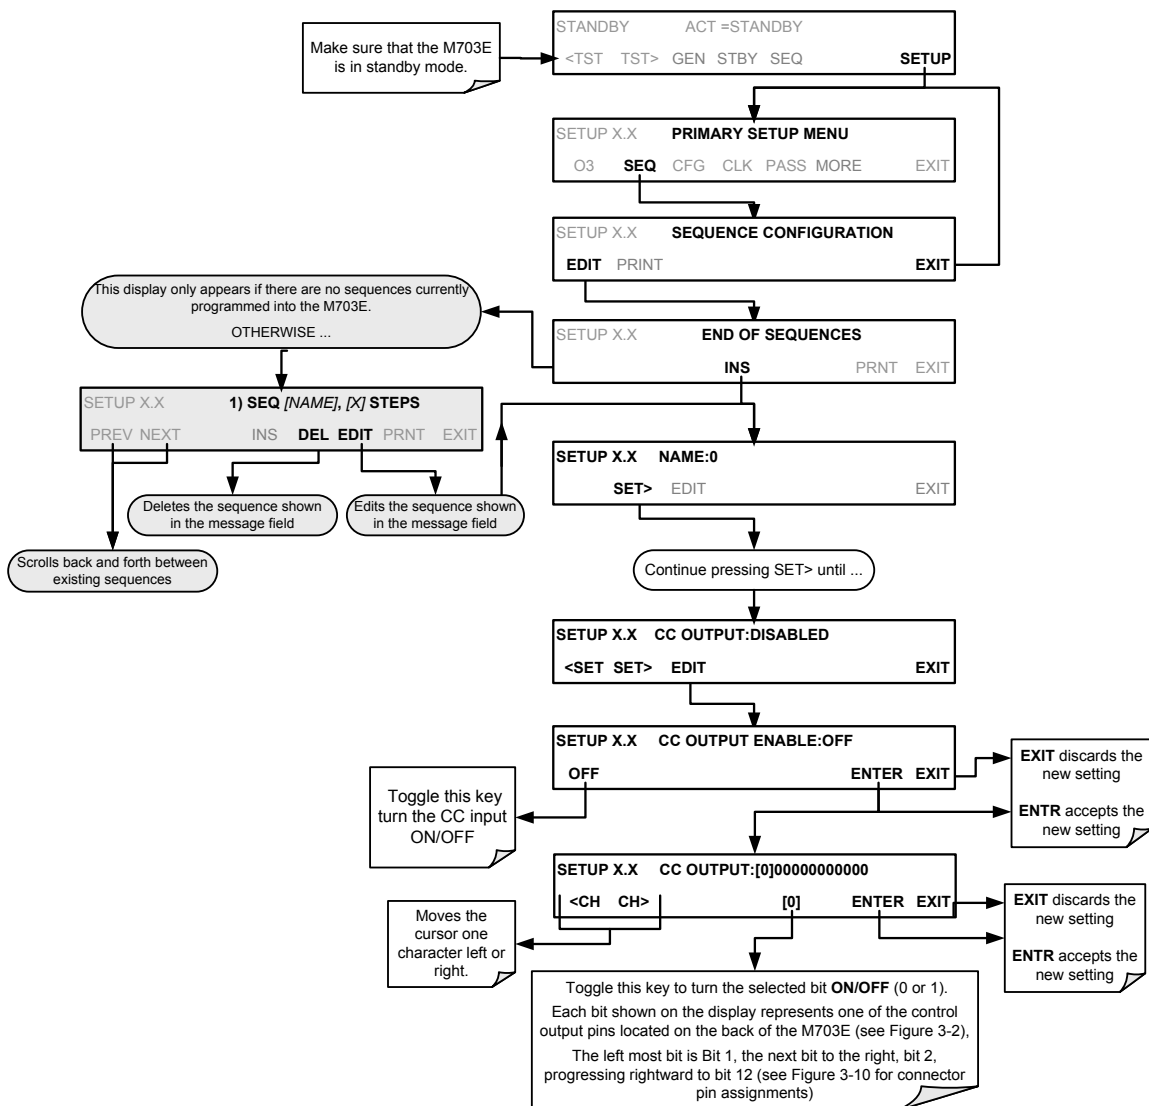 Make sure that the M703E
is in standby mode.
STANDBY ACT =STANDBY
<TST TST> GEN STBY SEQ SETUP
SETUP X.X PRIMARY SETUP MENU
O3 SEQ CFG CLK PASS MORE EXIT
SETUP X.X SEQUENCE CONFIGURATION
EDIT PRINT EXIT
This display only appears if there are no sequences currently
programmed into the M703E.
OTHERWISE ...
SETUP X.X END OF SEQUENCES
INS PRNT EXIT
SETUP X.X 1) SEQ [NAME], [X] STEPS
PREV NEXT INS DEL EDIT PRNT EXIT
Deletes the sequence shown
in the message field
Edits the sequence shown
in the message field
Scrolls back and forth between
existing sequences
SETUP X.X NAME:0
SET> EDIT EXIT
Continue pressing SET> until ...
SETUP X.X CC OUTPUT:DISABLED
<SET SET> EDIT EXIT
SETUP X.X CC OUTPUT ENABLE:OFF
OFF ENTER EXIT
Toggle this key
turn the CC input
ON/OFF
EXIT discards the
new setting
ENTR accepts the
new setting
SETUP X.X CC OUTPUT:[0]00000000000
<CH CH> [0] ENTER EXIT
Moves the
cursor one
character left or
right.
EXIT discards the
new setting
ENTR accepts the
new setting
Toggle this key to turn the selected bit ON/OFF (0 or 1).
Each bit shown on the display represents one of the control
output pins located on the back of the M703E (see Figure 3-2),
The left most bit is Bit 1, the next bit to the right, bit 2,
progressing rightward to bit 12 (see Figure 3-10 for connector
pin assignments)